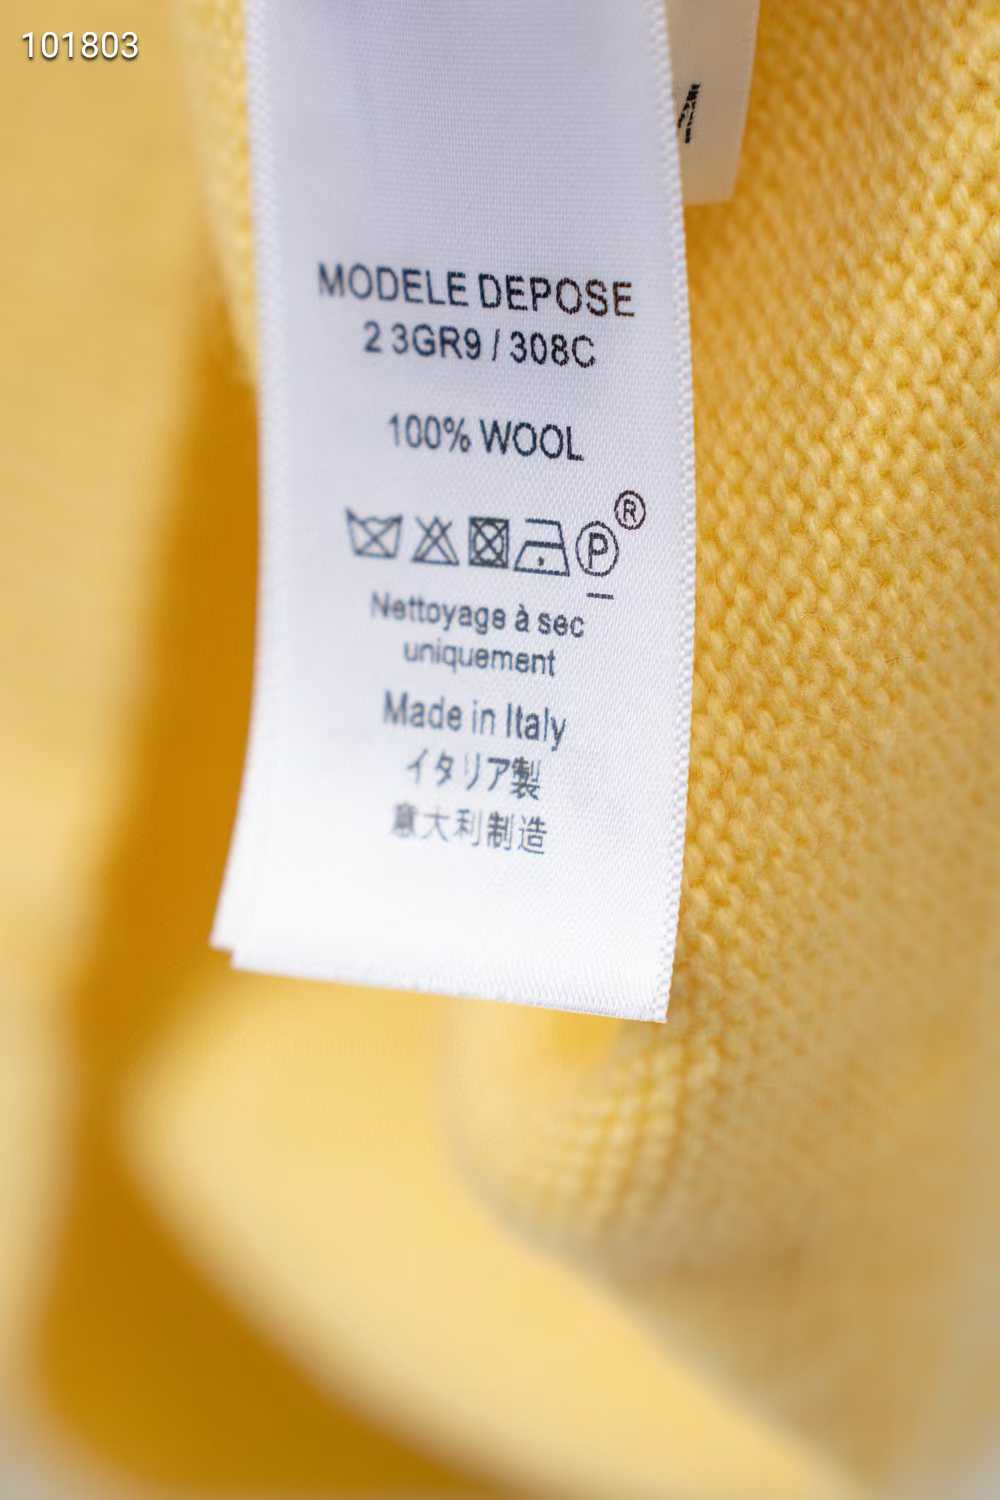 101803
MODELE DEPOSE
2 3GR9 / 308C
100% WOOL
P ®
Nettoyage à sec
uniquement
Made in Italy
イタリア製
意大利制造